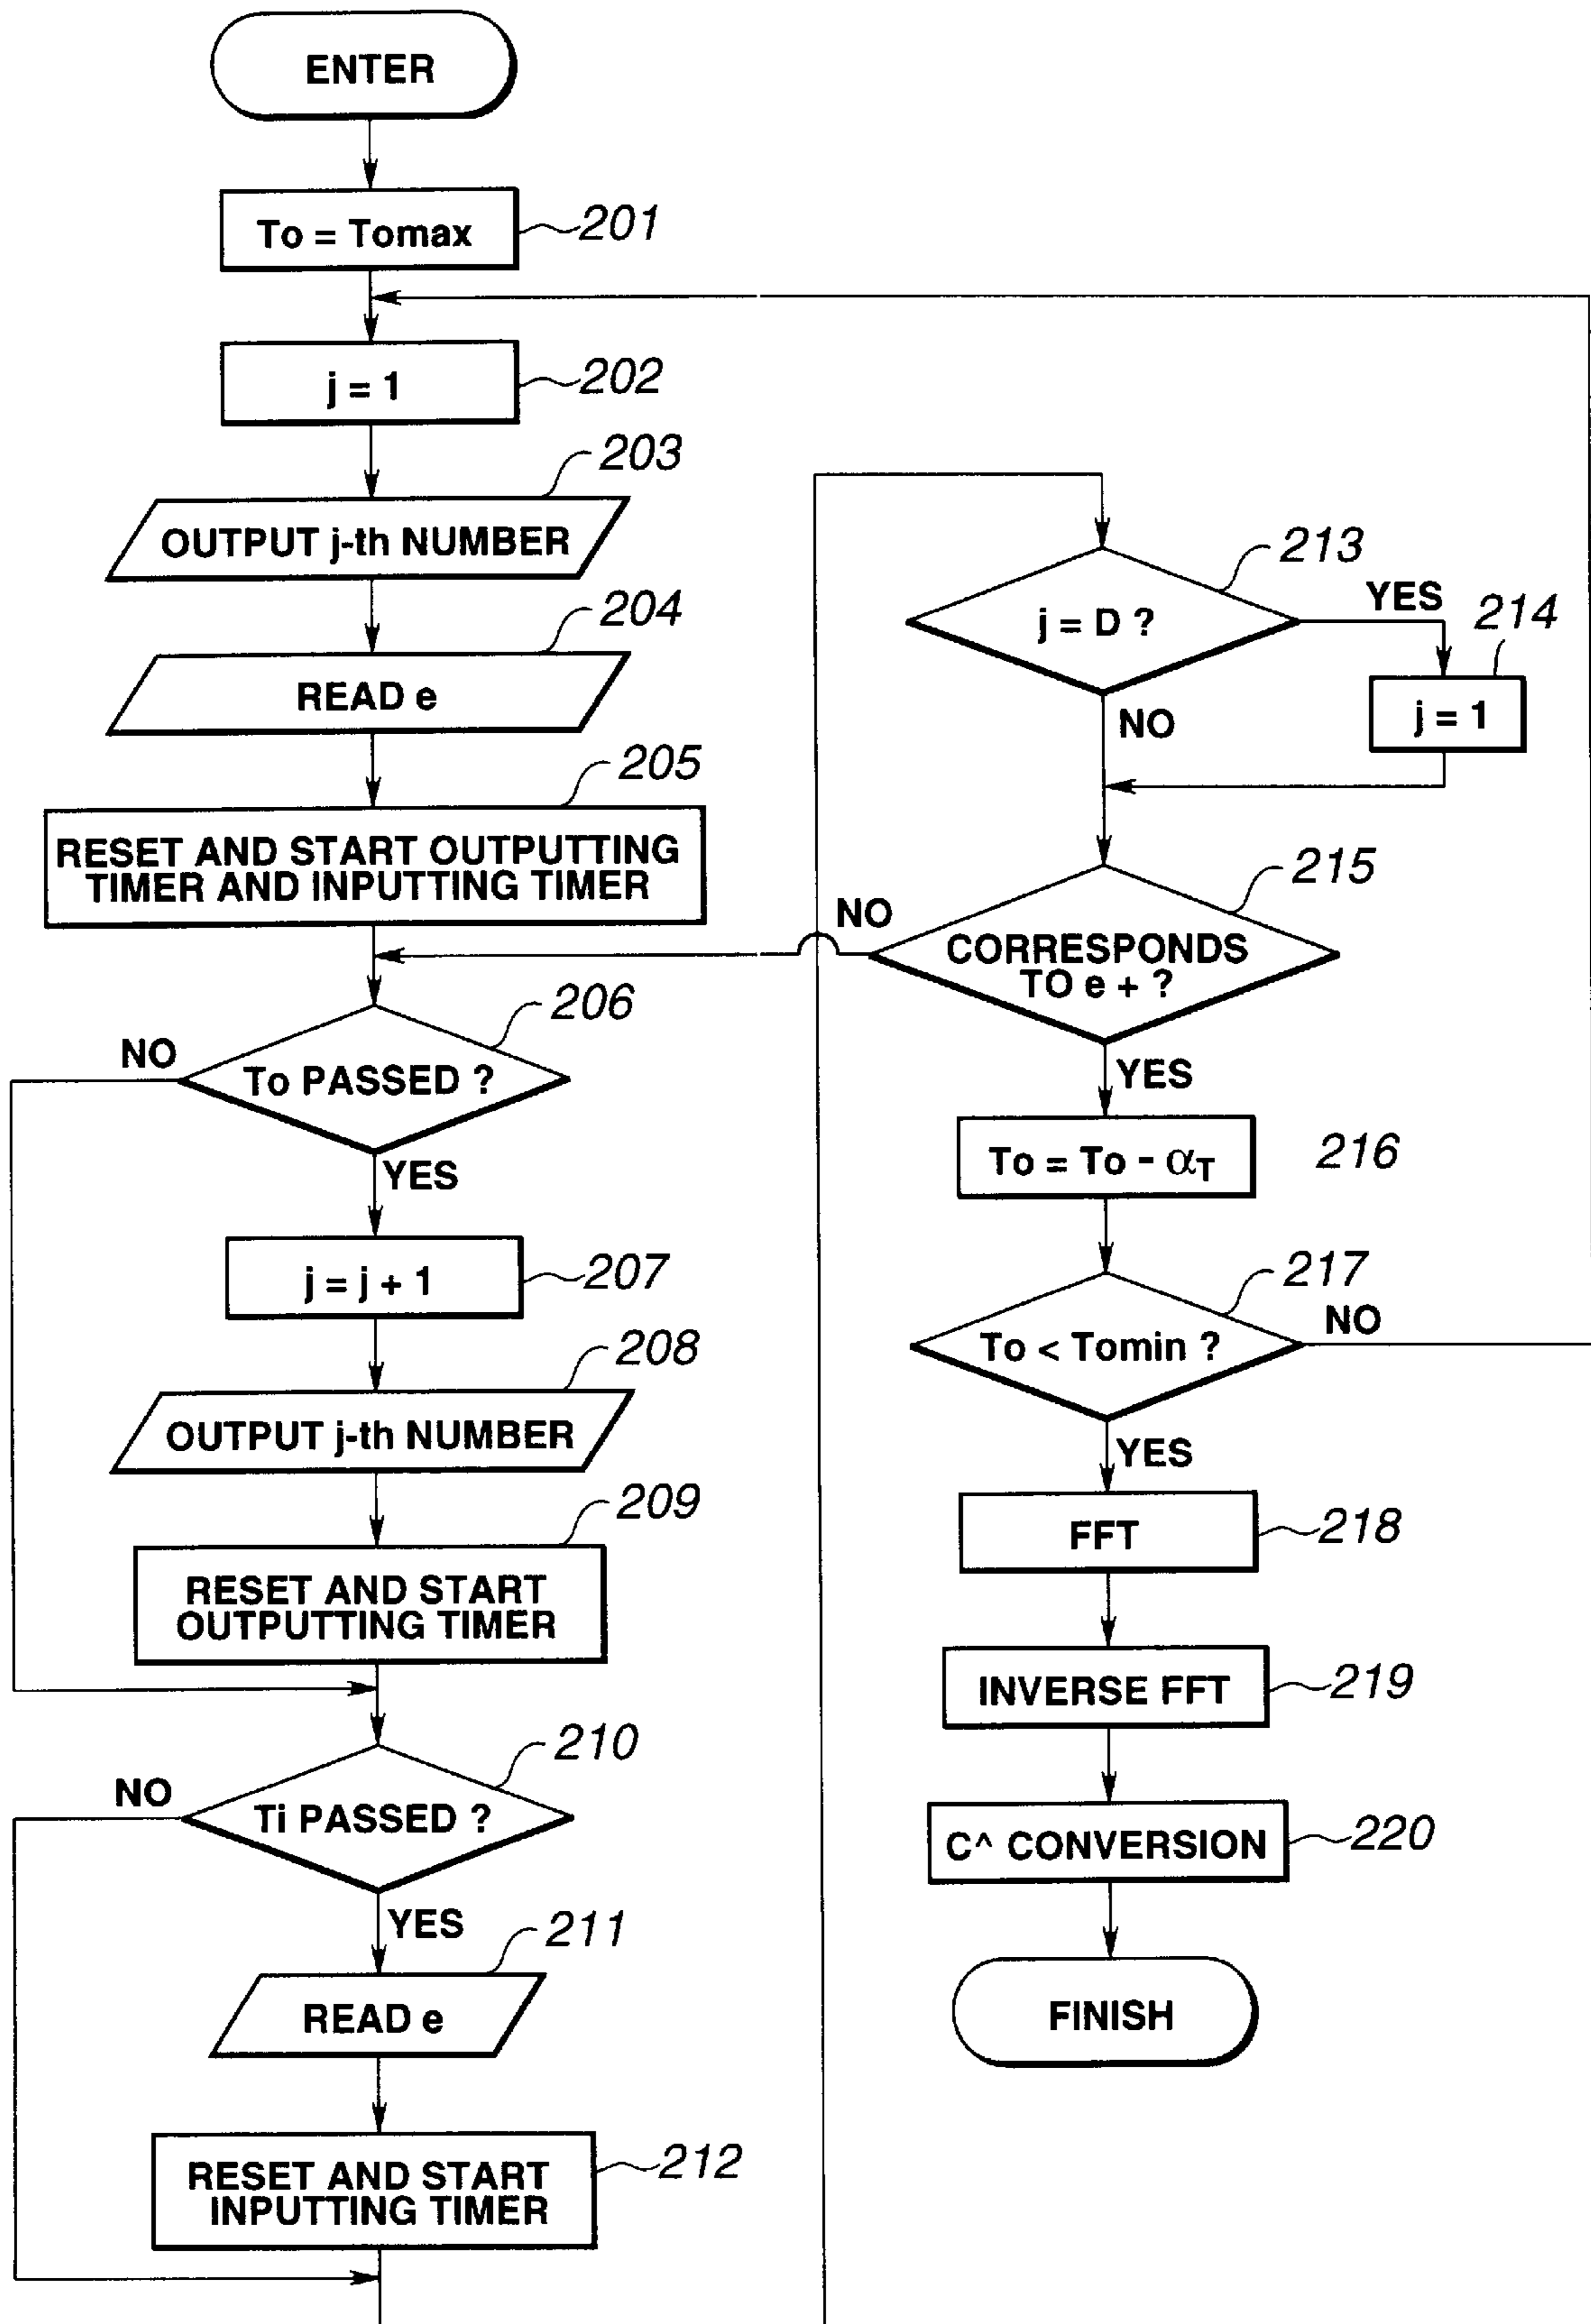 ENTER
To = Tomax
201
j = 1
202
203
OUTPUT j-th NUMBER
204
READ e
205
RESET AND START OUTPUTTING
TIMER AND INPUTTING TIMER
206
NO
To PASSED ?
YES
j = j + 1
207
208
OUTPUT j-th NUMBER
209
RESET AND START
OUTPUTTING TIMER
210
NO
Ti PASSED ?
YES
211
READ e
RESET AND START
INPUTTING TIMER
212
213
j = D ?
YES
214
j = 1
NO
215
NO
CORRESPONDS
TO e + ?
YES
To = To - αT
216
217
To < Tomin ?
NO
YES
FFT
218
INVERSE FFT
219
C^ CONVERSION
220
FINISH